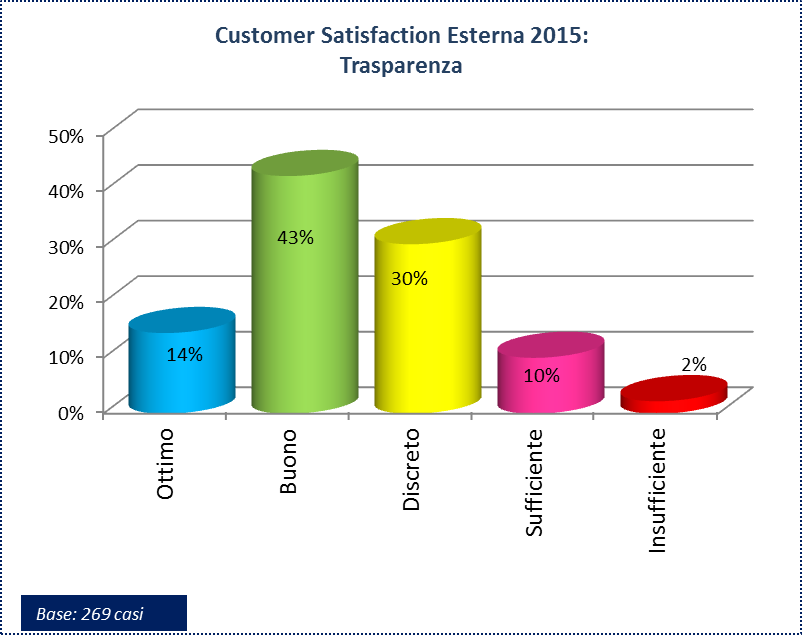 Customer Satisfaction Esterna 2015:
Trasparenza
50%
40%
30%
20%
10%
0%
14%
43%
30%
10%
2%
Ottimo
Buono
Discreto
Sufficiente
Insufficiente
Base: 269 casi